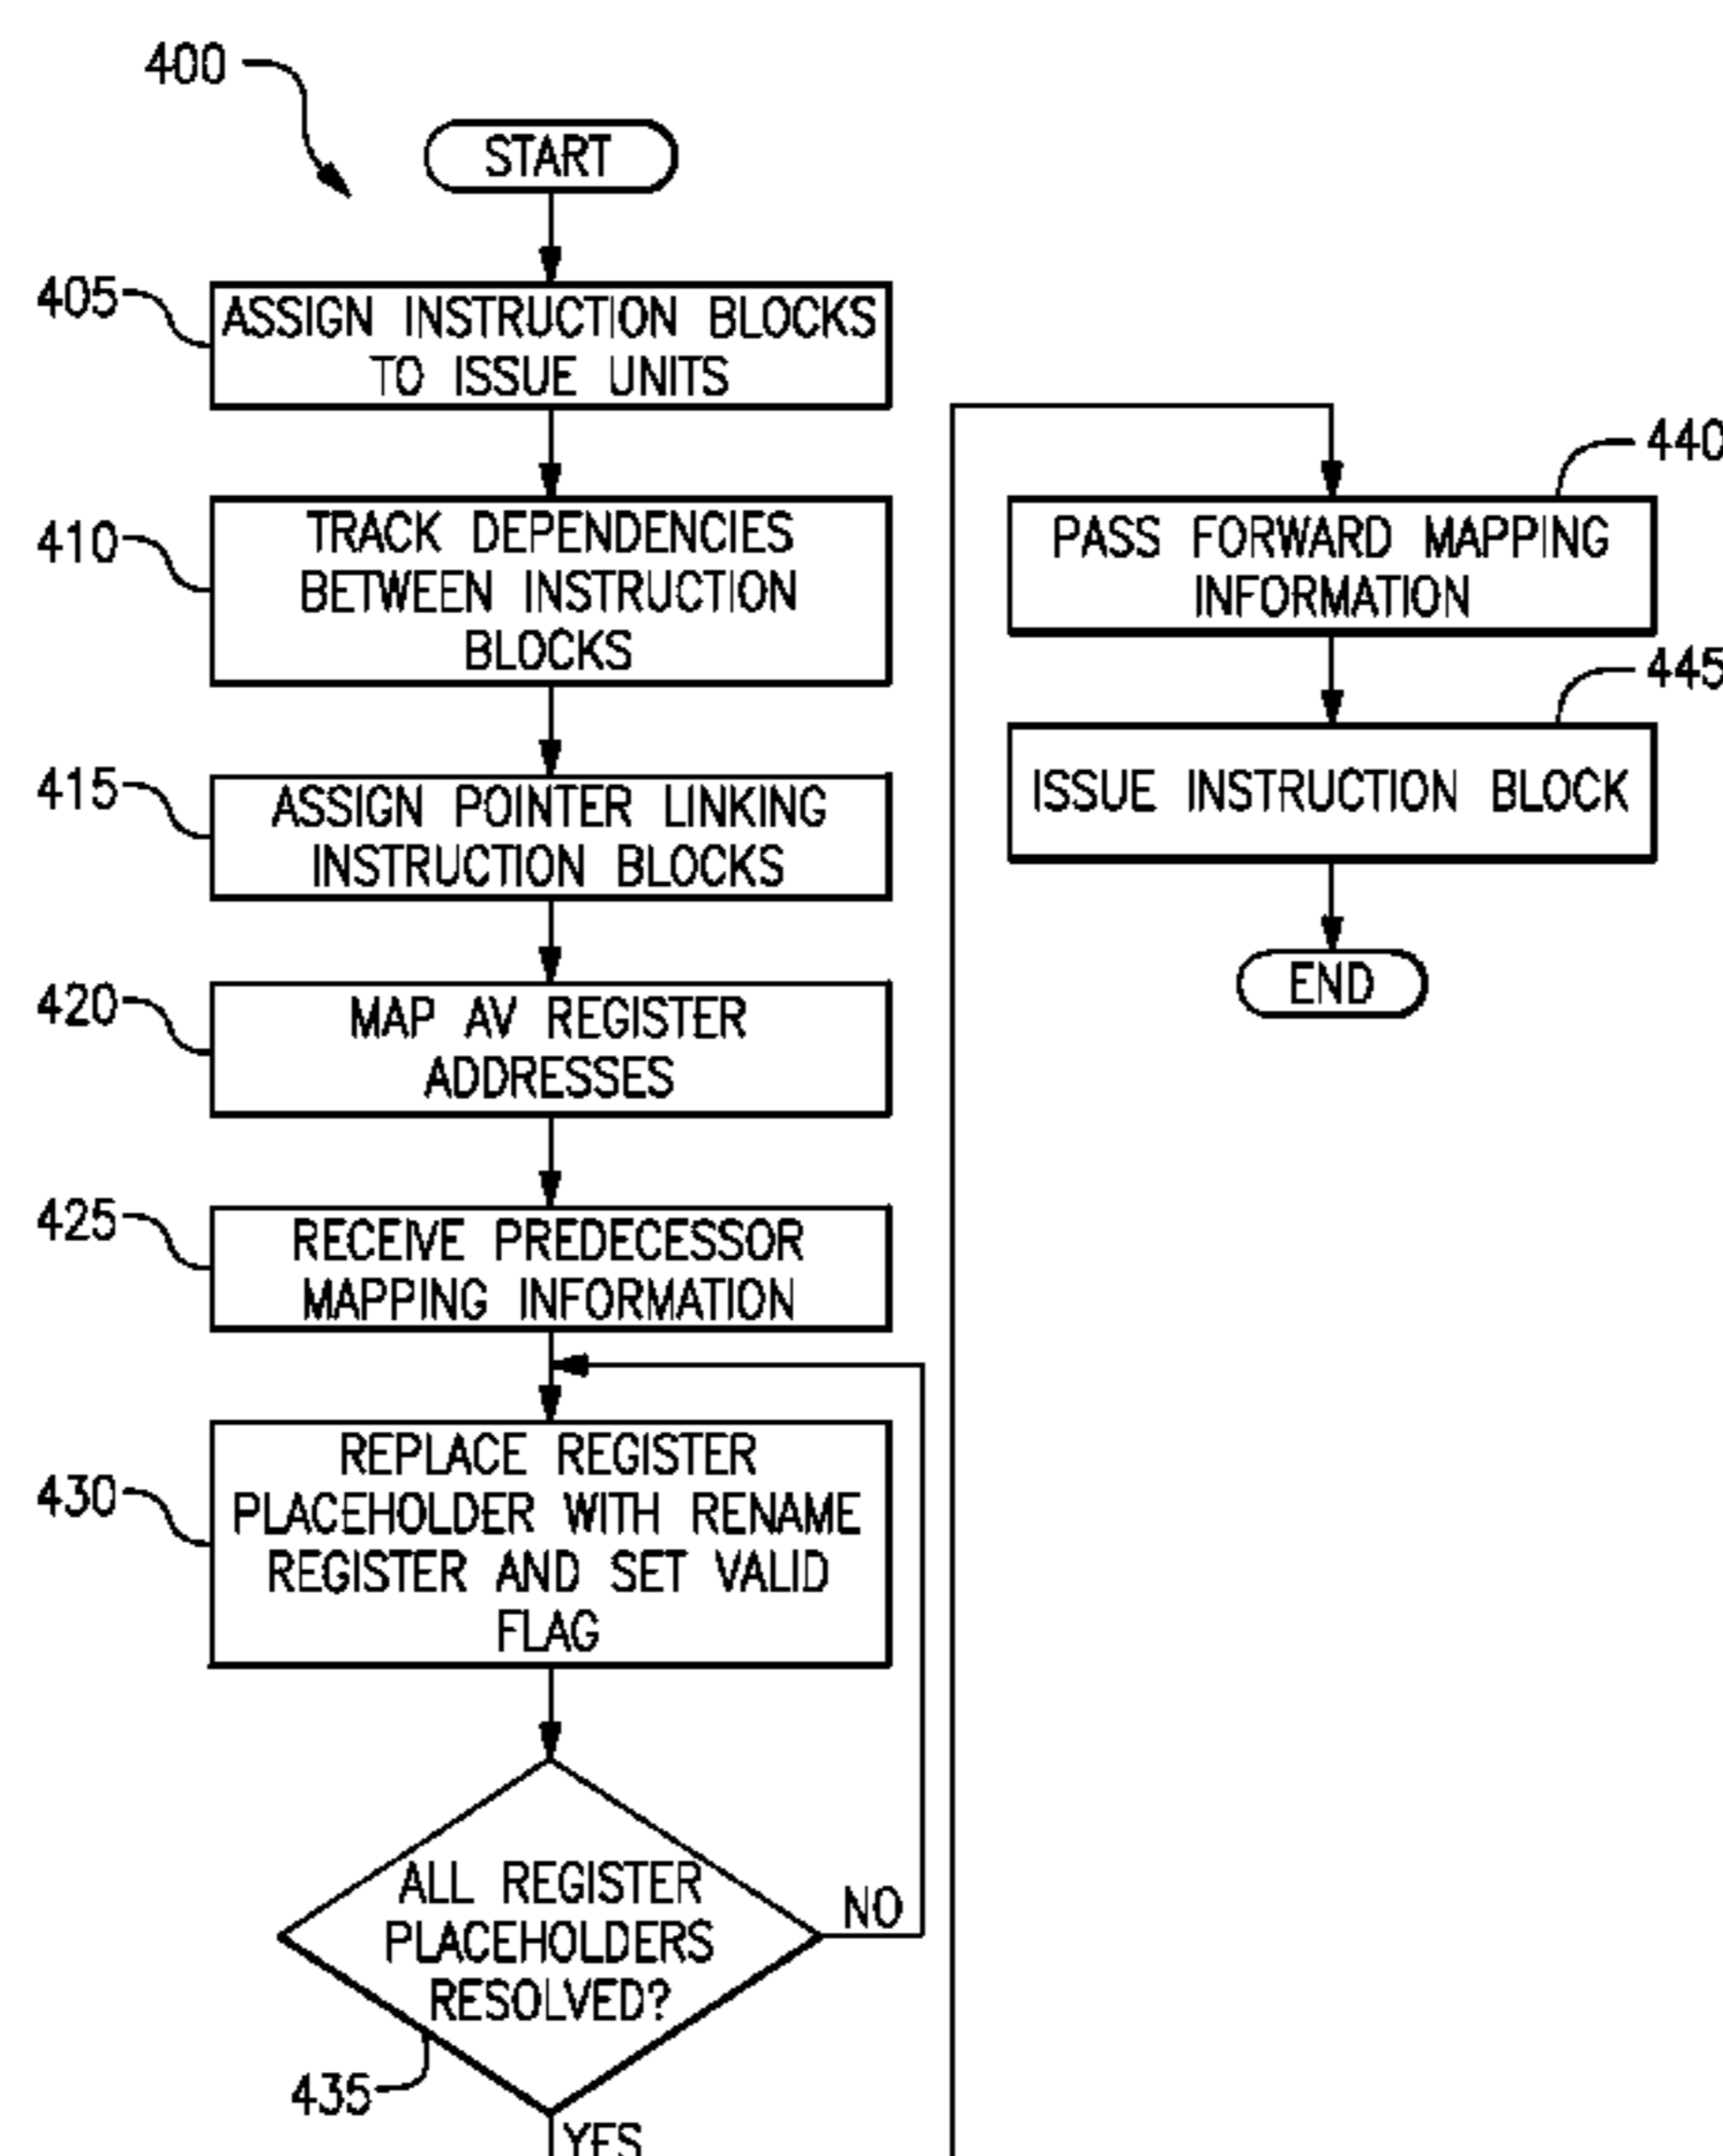 400
START
405
ASSIGN INSTRUCTION BLOCKS
TO ISSUE UNITS
410
TRACK DEPENDENCIES
BETWEEN INSTRUCTION
BLOCKS
415
ASSIGN POINTER LINKING
INSTRUCTION BLOCKS
420
MAP AV REGISTER
ADDRESSES
425
RECEIVE PREDECESSOR
MAPPING INFORMATION
430
REPLACE REGISTER
PLACEHOLDER WITH RENAME
REGISTER AND SET VALID
FLAG
ALL REGISTER
PLACEHOLDERS
RESOLVED?
NO
435
YES
440
PASS FORWARD MAPPING
INFORMATION
445
ISSUE INSTRUCTION BLOCK
END